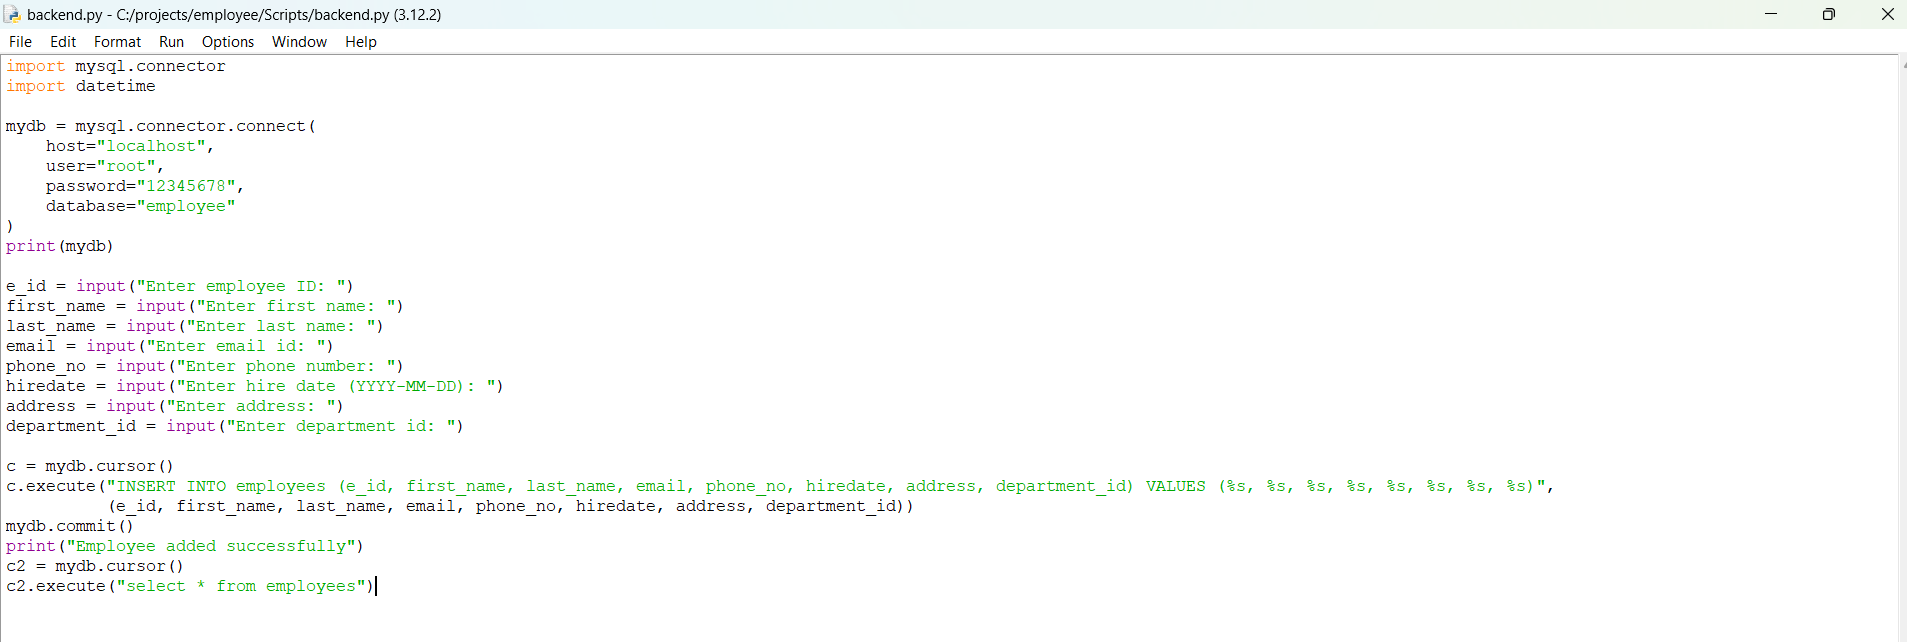 backend.py - C:/projects/employee/Scripts/backend.py (3.12.2)
File Edit Format Run Options Window Help
import mysql.connector
import datetime
mydb = mysql.connector.connect(
    host="localhost",
    user="root",
    password="12345678",
    database="employee"
)
print(mydb)
e_id = input("Enter employee ID: ")
first_name = input("Enter first name: ")
last_name = input("Enter last name: ")
email = input("Enter email id: ")
phone_no = input("Enter phone number: ")
hiredate = input("Enter hire date (YYYY-MM-DD): ")
address = input("Enter address: ")
department_id = input("Enter department id: ")
c = mydb.cursor()
c.execute("INSERT INTO employees (e_id, first_name, last_name, email, phone_no, hiredate, address, department_id) VALUES (%s, %s, %s, %s, %s, %s, %s, %s)",
          (e_id, first_name, last_name, email, phone_no, hiredate, address, department_id))
mydb.commit()
print("Employee added successfully")
c2 = mydb.cursor()
c2.execute("select * from employees")